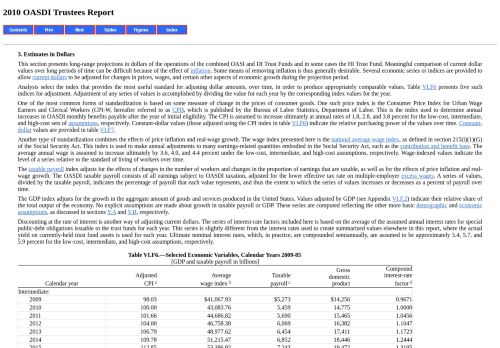 2010 OASDI Trustees Report
Contents Prev Next Tables Figures Index
3. Estimates in Dollars
This section presents long-range projections in dollars of the operations of the combined OASI and DI Trust Funds and in some cases the HI Trust Fund. Meaningful comparison of current dollar
values over long periods of time can be difficult because of the effect of inflation. Some means of removing inflation is thus generally desirable. Several economic series or indices are provided to
allow current dollars to be adjusted for changes in prices, wages, and certain other aspects of economic growth during the projection period.
Analysts select the index that provides the most useful standard for adjusting dollar amounts, over time, in order to produce appropriately comparable values. Table VI.F6 presents five such
indices for adjustment. Adjustment of any series of values is accomplished by dividing the value for each year by the corresponding index values for the year.
One of the most common forms of standardization is based on some measure of change in the prices of consumer goods. One such price index is the Consumer Price Index for Urban Wage
Earners and Clerical Workers (CPI-W, hereafter referred to as CPI), which is published by the Bureau of Labor Statistics, Department of Labor. This is the index used to determine annual
increases in OASDI monthly benefits payable after the year of initial eligibility. The CPI is assumed to increase ultimately at annual rates of 1.8, 2.8, and 3.8 percent for the low-cost, intermediate,
and high-cost sets of assumptions, respectively. Constant-dollar values (those adjusted using the CPI index in table VI.F6) indicate the relative purchasing power of the values over time. Constant-
dollar values are provided in table VI.F7.
Another type of standardization combines the effects of price inflation and real-wage growth. The wage index presented here is the national average wage index, as defined in section 215(i)(1)(G)
of the Social Security Act. This index is used to make annual adjustments to many earnings-related quantities embodied in the Social Security Act, such as the contribution and benefit base. The
average annual wage is assumed to increase ultimately by 3.6, 4.0, and 4.4 percent under the low-cost, intermediate, and high-cost assumptions, respectively. Wage-indexed values indicate the
level of a series relative to the standard of living of workers over time.
The taxable payroll index adjusts for the effects of changes in the number of workers and changes in the proportion of earnings that are taxable, as well as for the effects of price inflation and real-
wage growth. The OASDI taxable payroll consists of all earnings subject to OASDI taxation, adjusted for the lower effective tax rate on multiple-employer excess wages. A series of values,
divided by the taxable payroll, indicates the percentage of payroll that each value represents, and thus the extent to which the series of values increases or decreases as a percent of payroll over
time.
The GDP index adjusts for the growth in the aggregate amount of goods and services produced in the United States. Values adjusted by GDP (see Appendix VI.F.2) indicate their relative share of
the total output of the economy. No explicit assumptions are made about growth in taxable payroll or GDP. These series are computed reflecting the other more basic demographic and economic
assumptions, as discussed in sections V.A and V.B, respectively.
Discounting at the rate of interest is another way of adjusting current dollars. The series of interest-rate factors included here is based on the average of the assumed annual interest rates for special
public-debt obligations issuable to the trust funds for each year. This series is slightly different from the interest rates used to create summarized values elsewhere in this report, where the actual
yield on currently-held trust fund assets is used for each year. Ultimate nominal interest rates, which, in practice, are compounded semiannually, are assumed to be approximately 5.4, 5.7, and
5.9 percent for the low-cost, intermediate, and high-cost assumptions, respectively.
Table VI.F6.—Selected Economic Variables, Calendar Years 2009-85
[GDP and taxable payroll in billions]
Calendar year Adjusted CPI a Average wage index b Taxable payroll c Gross domestic product Compound interest-rate factor d
Intermediate:
2009 98.03 $41,067.93 $5,273 $14,256 0.9671
2010 100.00 43,083.76 5,459 14,775 1.0000
2011 101.66 44,686.82 5,690 15,465 1.0456
2012 104.00 46,758.30 6,069 16,382 1.1047
2013 106.79 48,977.62 6,454 17,411 1.1723
2014 109.78 51,215.47 6,852 18,446 1.2444
2015 112.85 53,386.92 7,243 19,472 1.3195